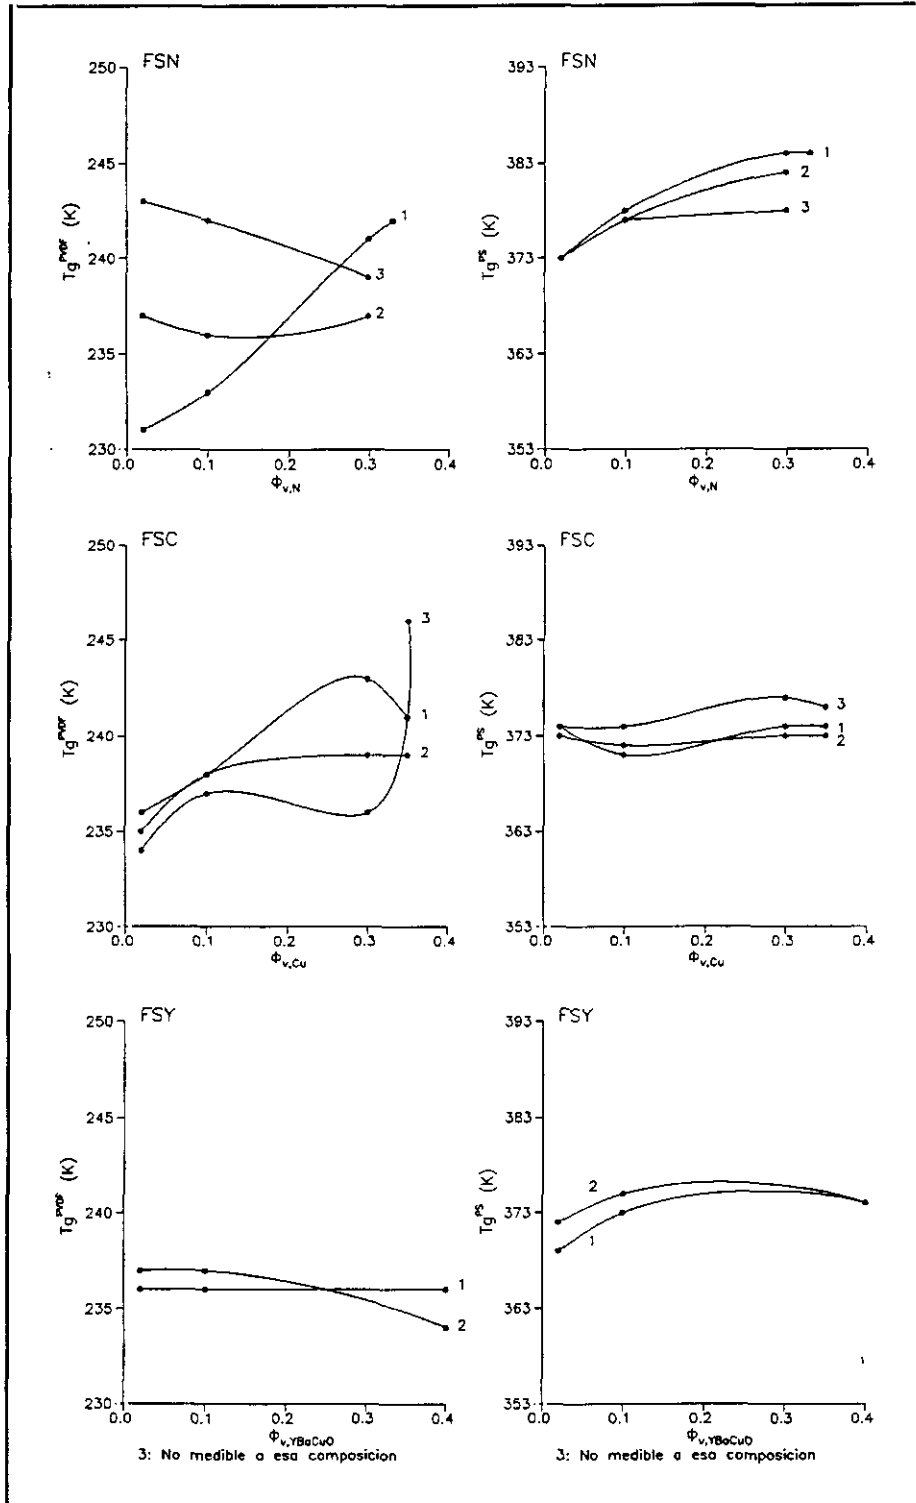 FSN
250
245
240
235
230
Tg^PVDF (K)
1
3
2
0.0 0.1 0.2 0.3 0.4
Φv,N
FSN
393
383
373
363
353
Tg^PS (K)
1
2
3
0.0 0.1 0.2 0.3 0.4
Φv,N
FSC
250
245
240
235
230
Tg^PVDF (K)
3
1
2
0.0 0.1 0.2 0.3 0.4
Φv,Cu
FSC
393
383
373
363
353
Tg^PS (K)
3
1
2
0.0 0.1 0.2 0.3 0.4
Φv,Cu
FSY
250
245
240
235
230
Tg^PVDF (K)
1
2
0.0 0.1 0.2 0.3 0.4
Φv,YBaCuO
3: No medible a esa composicion
FSY
393
383
373
363
353
Tg^PS (K)
2
1
0.0 0.1 0.2 0.3 0.4
Φv,YBaCuO
3: No medible a esa composicion